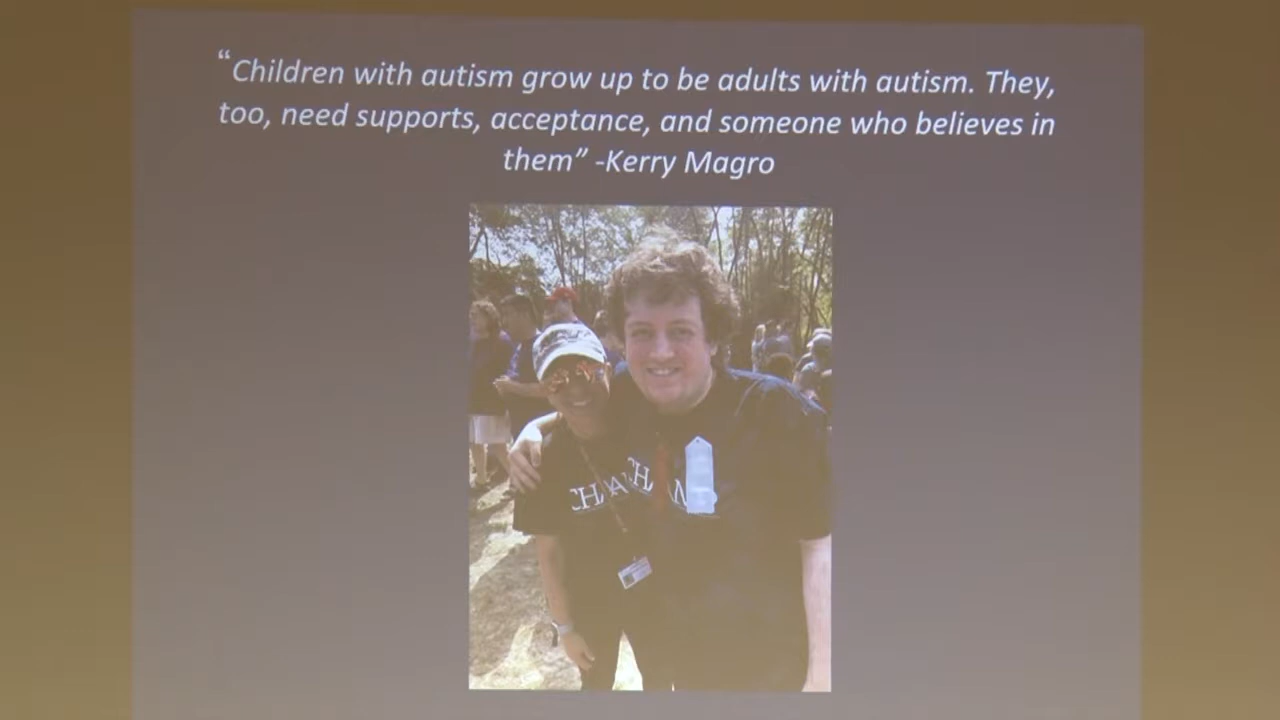 “Children with autism grow up to be adults with autism. They,
too, need supports, acceptance, and someone who believes in
them” -Kerry Magro